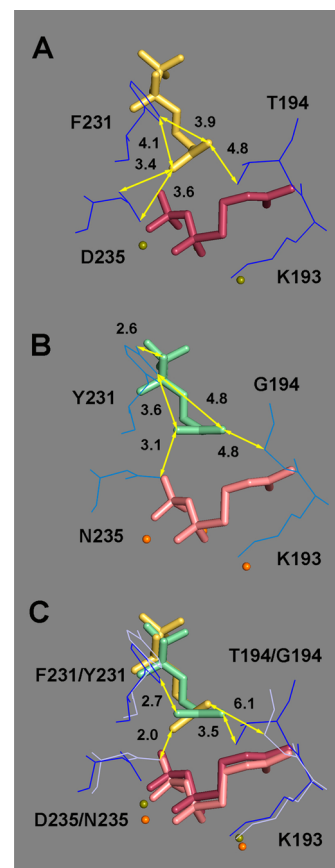 A
F231
T194
3.9
4.1
4.8
3.4
3.6
D235
K193
B
2.6
Y231
G194
4.8
3.6
4.8
3.1
N235
K193
C
F231/Y231
T194/G194
2.7
6.1
2.0
3.5
D235/N235
K193